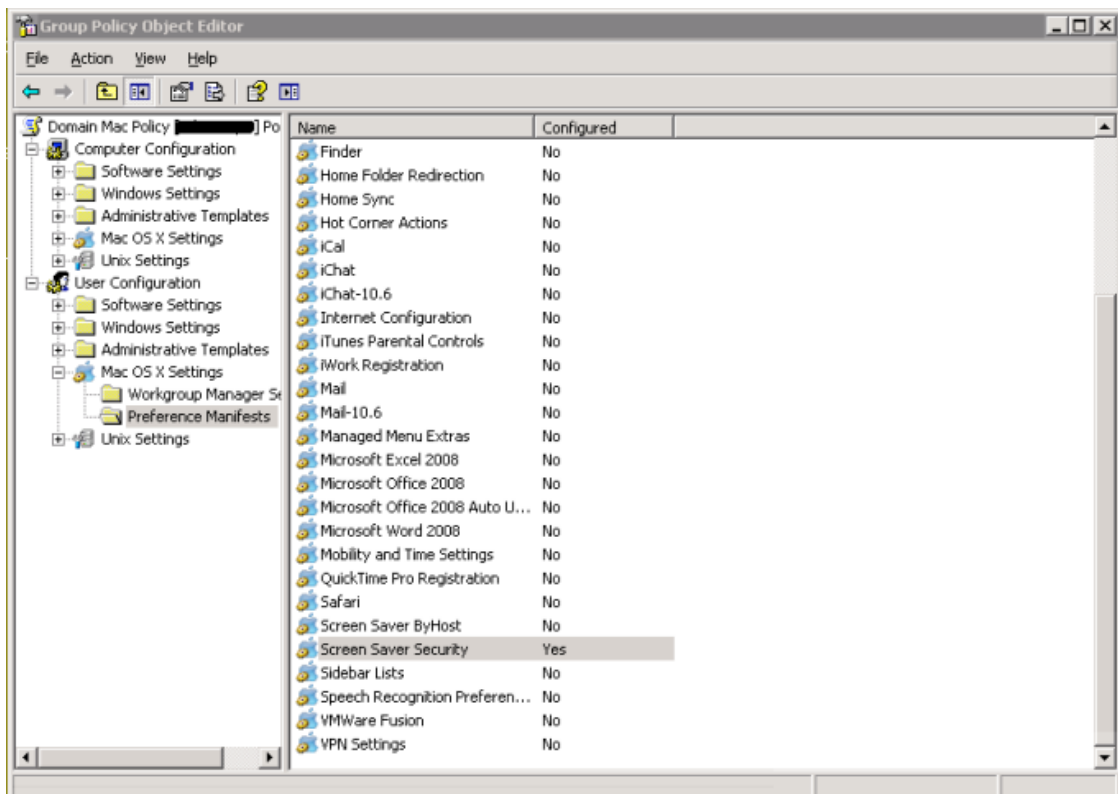 Group Policy Object Editor
File Action View Help
Domain Mac Policy [ ] Po
Computer Configuration
Software Settings
Windows Settings
Administrative Templates
Mac OS X Settings
Unix Settings
User Configuration
Software Settings
Windows Settings
Administrative Templates
Mac OS X Settings
Workgroup Manager Se
Preference Manifests
Unix Settings
Name Configured
Finder No
Home Folder Redirection No
Home Sync No
Hot Corner Actions No
iCal No
iChat No
iChat-10.6 No
Internet Configuration No
iTunes Parental Controls No
iWork Registration No
Mail No
Mail-10.6 No
Managed Menu Extras No
Microsoft Excel 2008 No
Microsoft Office 2008 No
Microsoft Office 2008 Auto U... No
Microsoft Word 2008 No
Mobility and Time Settings No
QuickTime Pro Registration No
Safari No
Screen Saver ByHost No
Screen Saver Security Yes
Sidebar Lists No
Speech Recognition Preferen... No
VMWare Fusion No
VPN Settings No